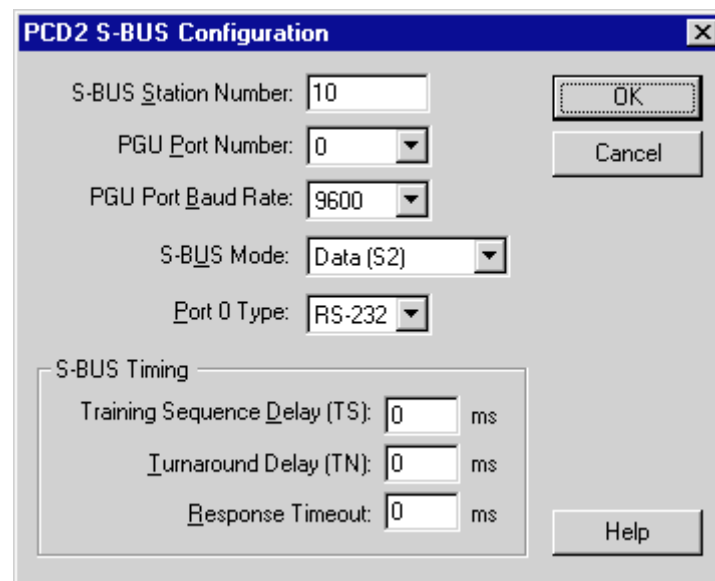 PCD2 S-BUS Configuration
S-BUS Station Number: 10
OK
PGU Port Number: 0
Cancel
PGU Port Baud Rate: 9600
S-BUS Mode: Data (S2)
Port 0 Type: RS-232
S-BUS Timing
Training Sequence Delay (TS): 0 ms
Turnaround Delay (TN): 0 ms
Response Timeout: 0 ms
Help